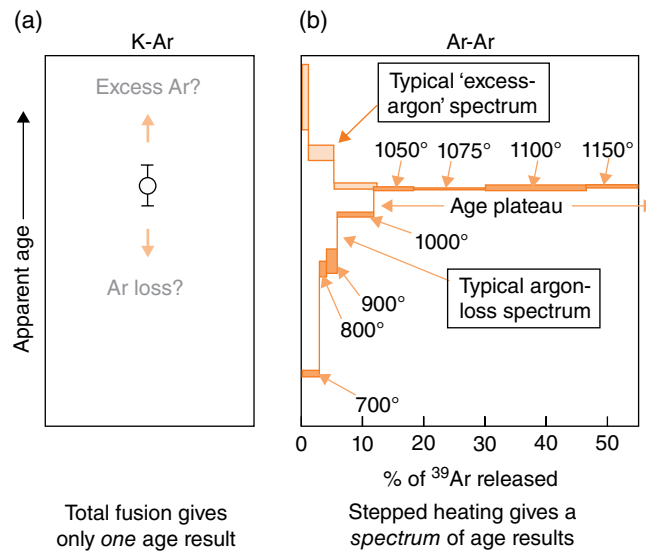 (a)
K-Ar
Excess Ar?
Ar loss?
Apparent age
Total fusion gives
only one age result
(b)
Ar-Ar
Typical ‘excess-
argon’ spectrum
1050°
1075°
1100°
1150°
Age plateau
1000°
Typical argon-
loss spectrum
900°
800°
700°
0 10 20 30 40 50
% of ³⁹Ar released
Stepped heating gives a
spectrum of age results